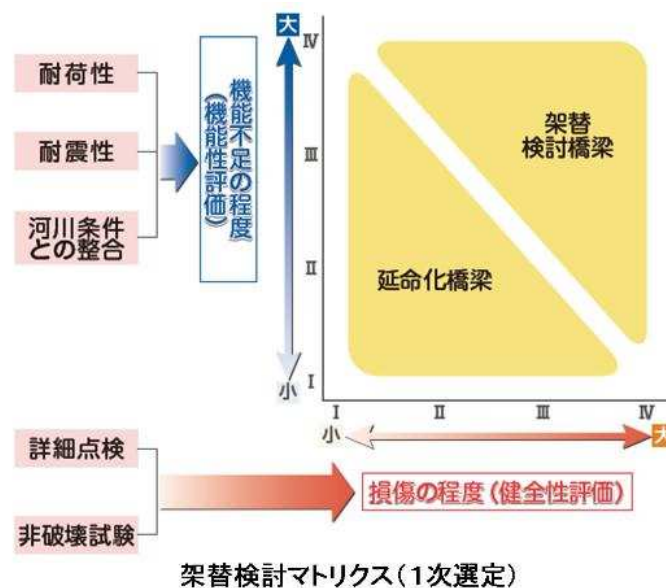 耐荷性
耐震性
河川条件
との整合
機能不足の程度
(機能性評価)
大
Ⅳ
Ⅲ
Ⅱ
Ⅰ
小
架替
検討橋梁
延命化橋梁
Ⅰ Ⅱ Ⅲ Ⅳ
小 大
詳細点検
非破壊試験
損傷の程度(健全性評価)
架替検討マトリクス(1次選定)